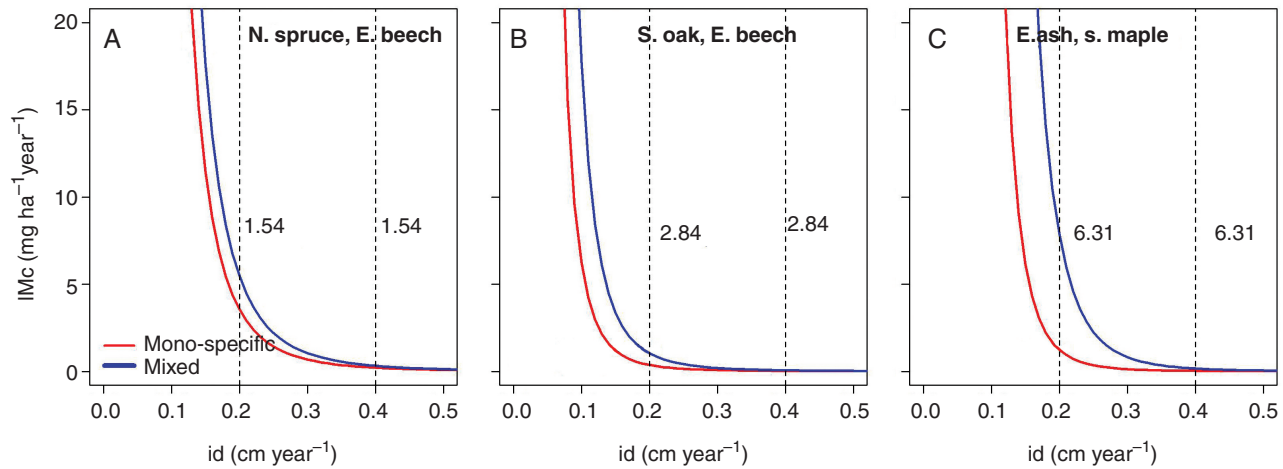 A
N. spruce, E. beech
B
S. oak, E. beech
C
E.ash, s. maple
20
15
10
5
0
IMc (mg ha⁻¹year⁻¹)
1.54
1.54
2.84
2.84
6.31
6.31
Mono-specific
Mixed
0.0 0.1 0.2 0.3 0.4 0.5
0.0 0.1 0.2 0.3 0.4 0.5
0.0 0.1 0.2 0.3 0.4 0.5
id (cm year⁻¹)
id (cm year⁻¹)
id (cm year⁻¹)